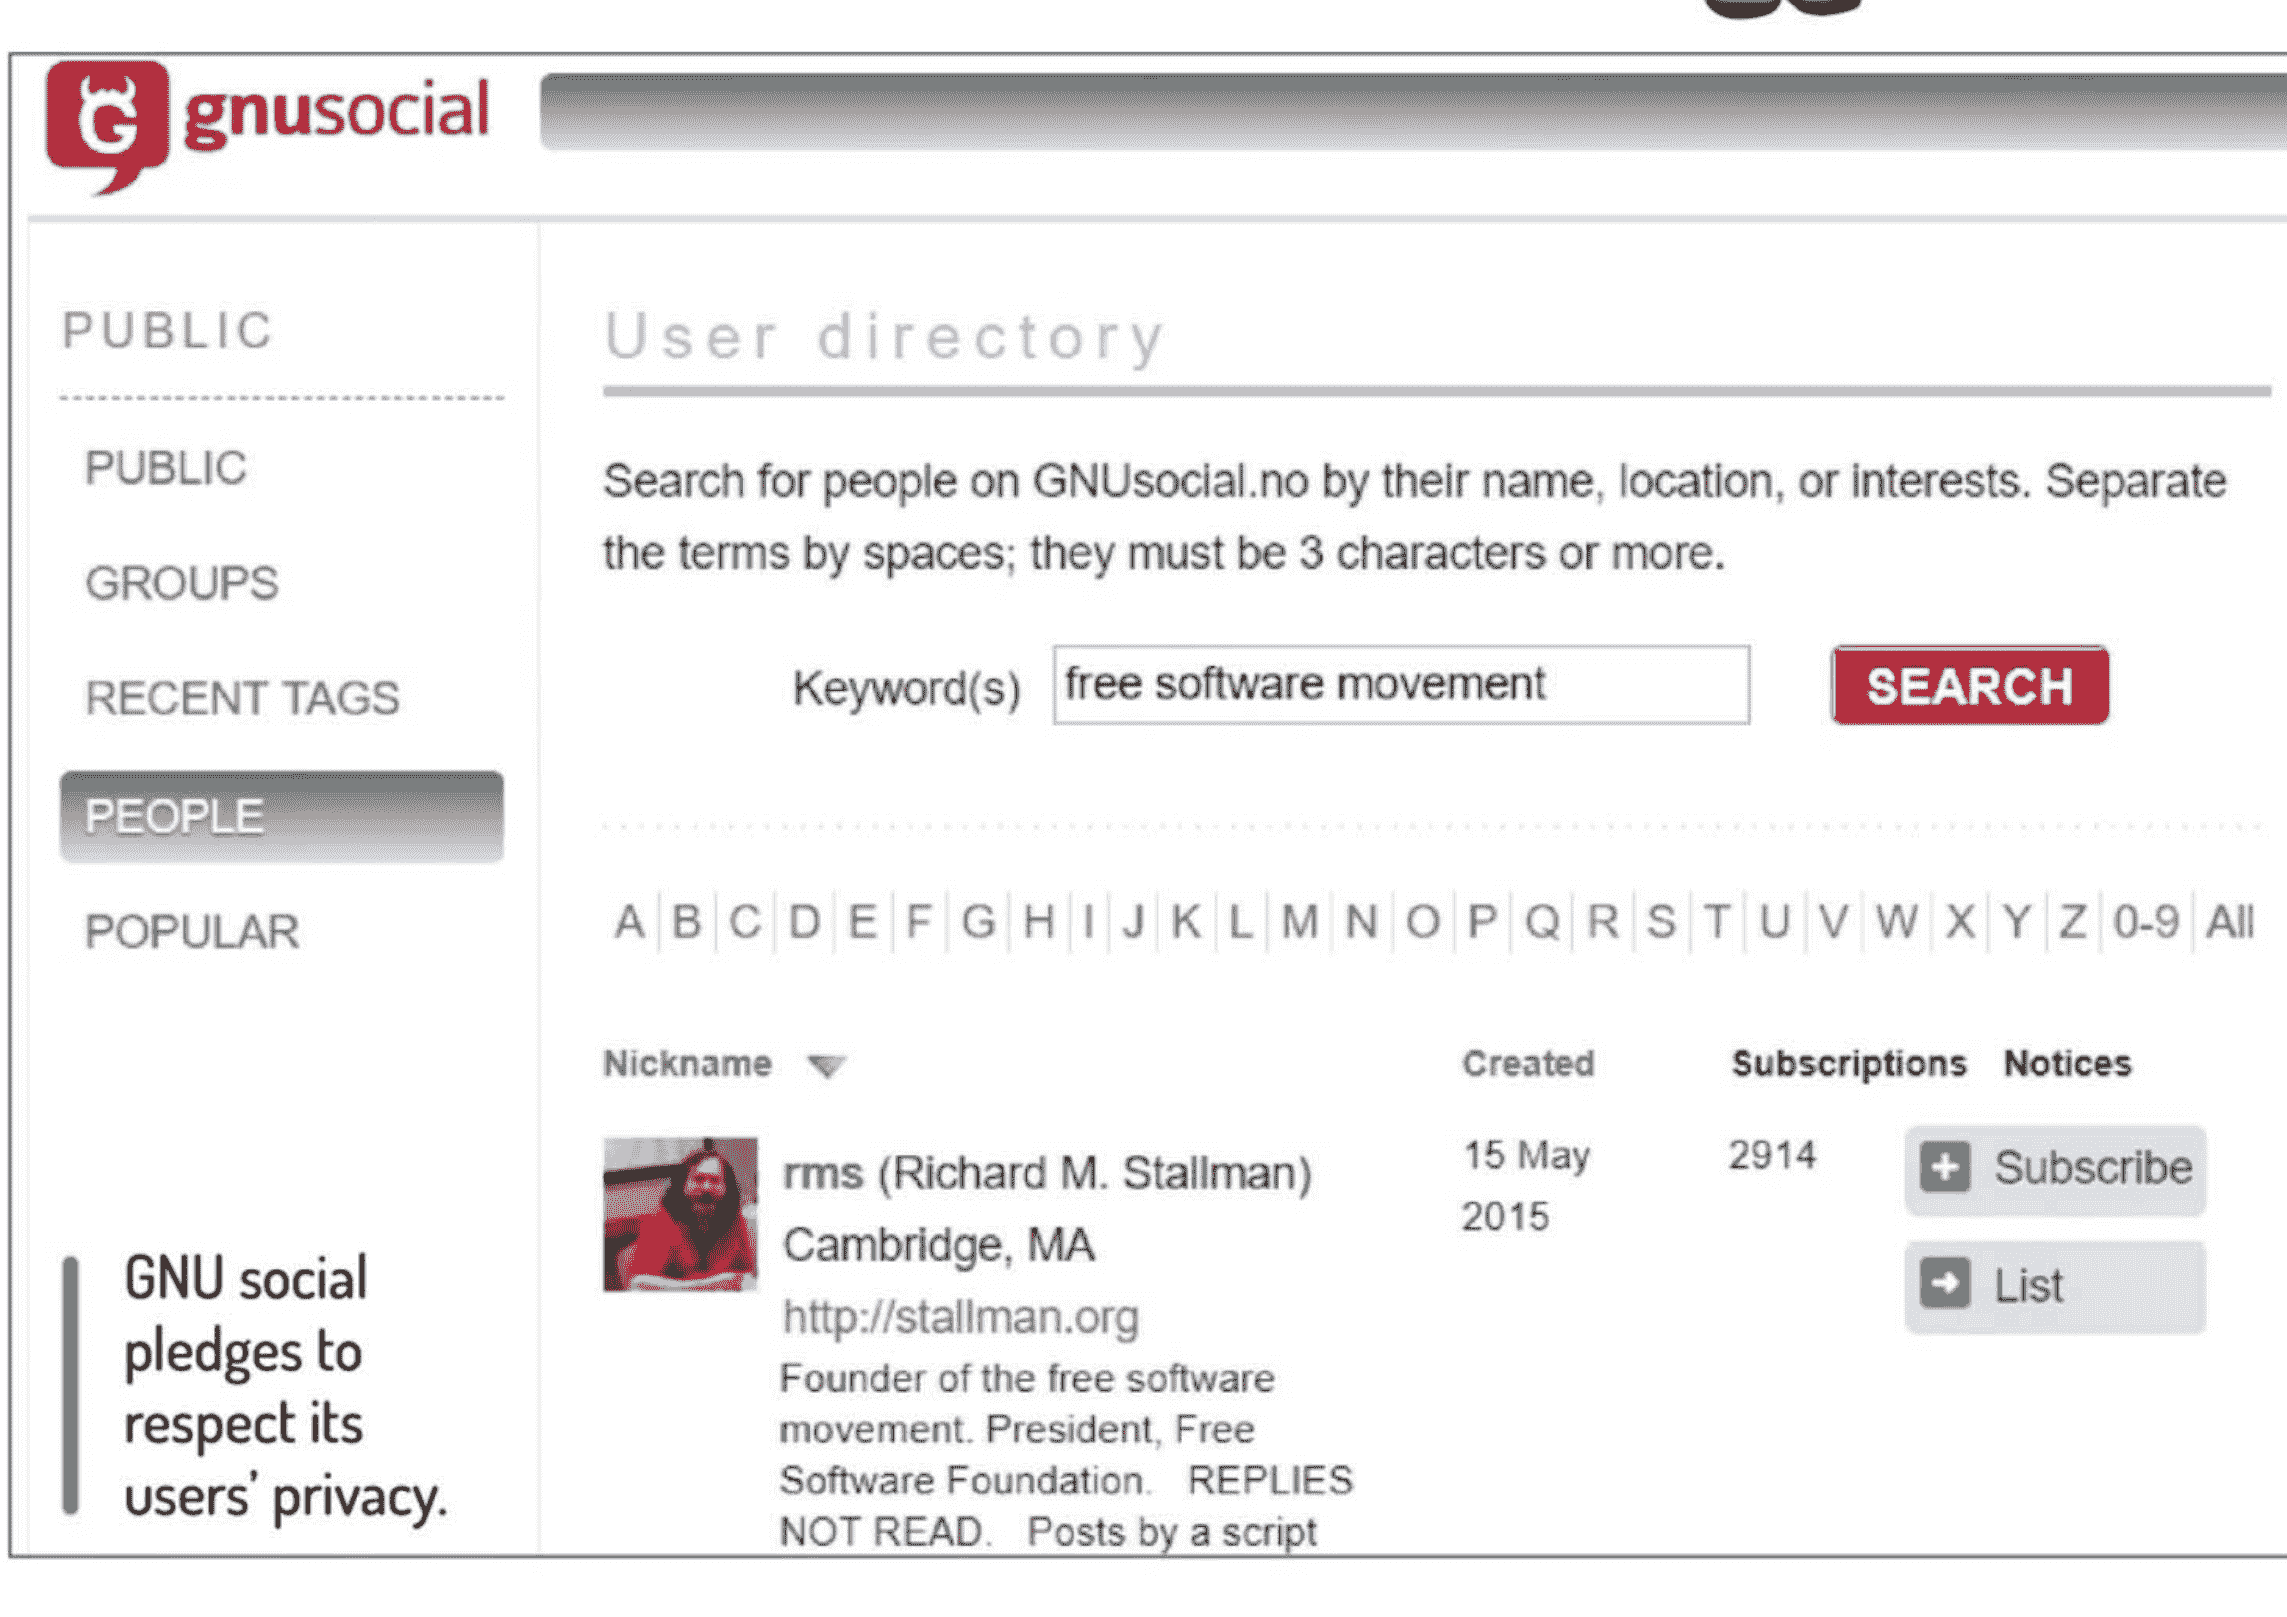 gnusocial
PUBLIC
PUBLIC
GROUPS
RECENT TAGS
PEOPLE
POPULAR
GNU social
pledges to
respect its
users’ privacy.
User directory
Search for people on GNUsocial.no by their name, location, or interests. Separate
the terms by spaces; they must be 3 characters or more.
Keyword(s) free software movement SEARCH
A B C D E F G H I J K L M N O P Q R S T U V W X Y Z 0-9 All
Nickname Created Subscriptions Notices
rms (Richard M. Stallman) 15 May 2914 Subscribe
2015
Cambridge, MA List
http://stallman.org
Founder of the free software
movement. President, Free
Software Foundation. REPLIES
NOT READ. Posts by a script